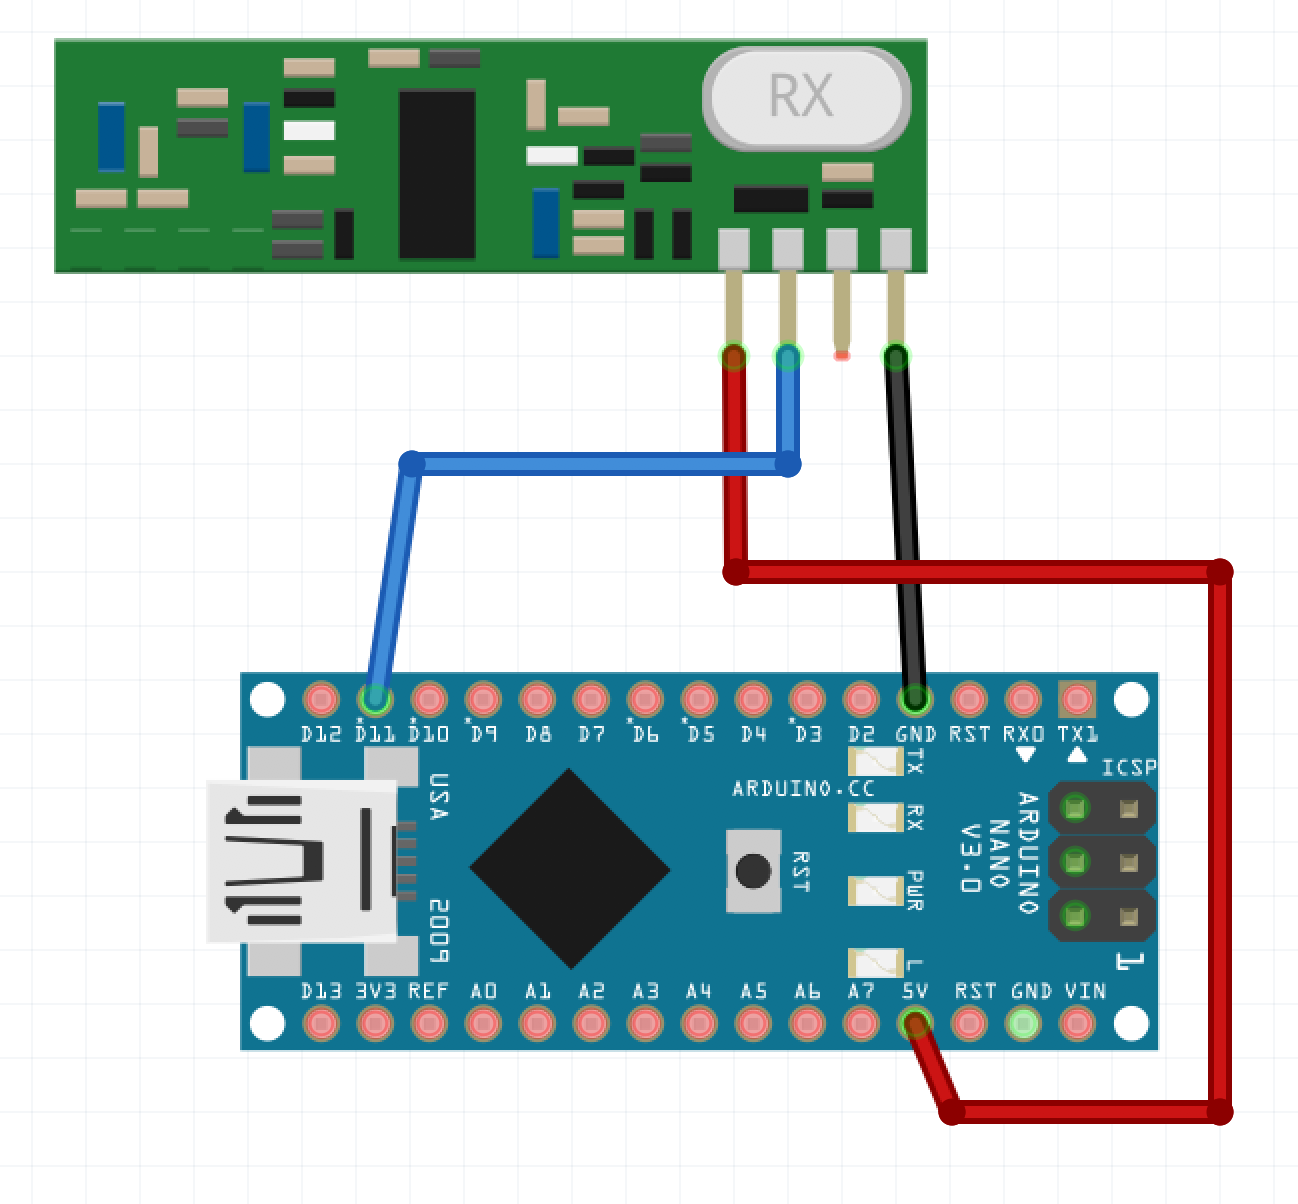 RX
D12 *D11 *D10 *D9 D8 D7 *D6 *D5 D4 *D3 D2 GND RST RX0 TX1
TX
ICSP
USA
ARDUINO.CC
RX
ARDUINO
NANO
V3.0
RST
PWR
2009
L
1
D13 3V3 REF A0 A1 A2 A3 A4 A5 A6 A7 5V RST GND VIN